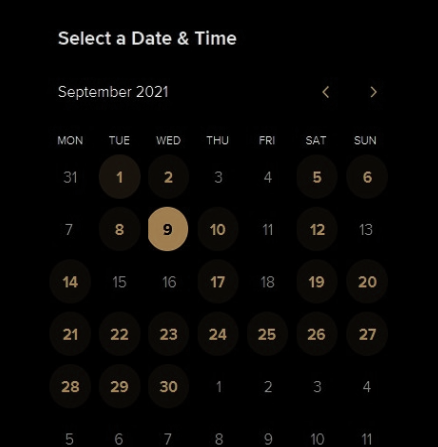 Select a Date & Time
September 2021
MON TUE WED THU FRI SAT SUN
31 1 2 3 4 5 6
7 8 9 10 11 12 13
14 15 16 17 18 19 20
21 22 23 24 25 26 27
28 29 30 1 2 3 4
5 6 7 8 9 10 11